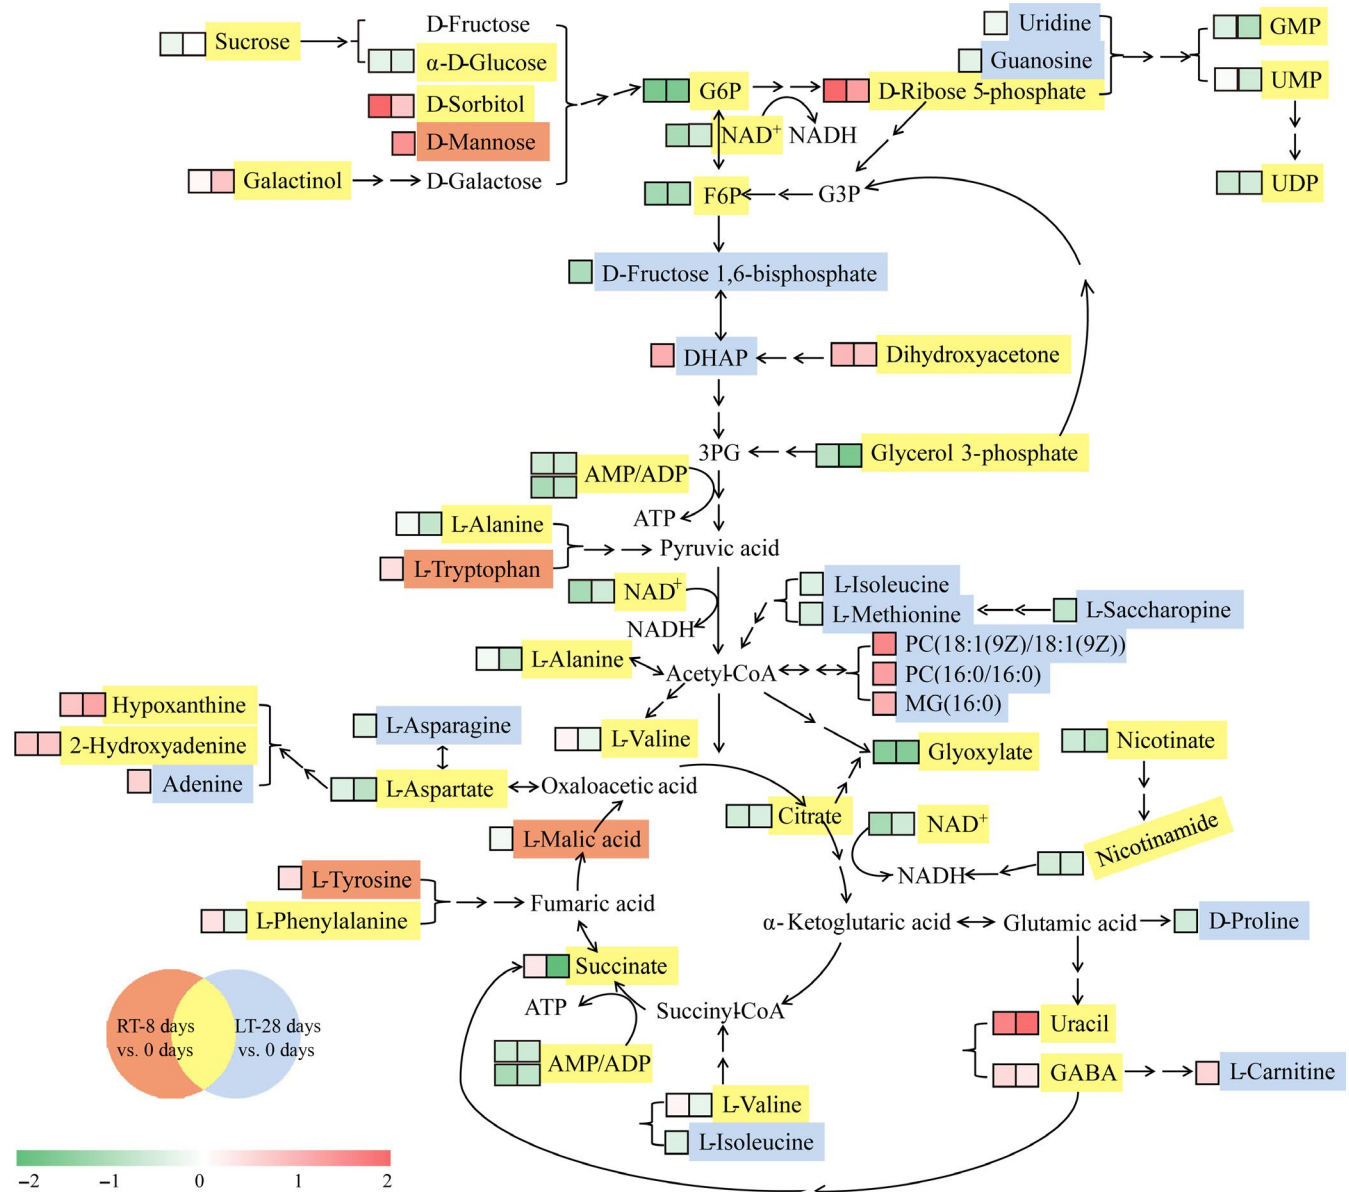 D-Fructose
Sucrose
α-D-Glucose
D-Sorbitol
D-Mannose
Galactinol
D-Galactose
G6P
D-Ribose 5-phosphate
Uridine
Guanosine
GMP
UMP
UDP
NAD+
NADH
F6P
G3P
D-Fructose 1,6-bisphosphate
DHAP
Dihydroxyacetone
3PG
Glycerol 3-phosphate
AMP/ADP
ATP
L-Alanine
Pyruvic acid
L-Tryptophan
NAD+
NADH
L-Isoleucine
L-Methionine
L-Saccharopine
PC(18:1(9Z)/18:1(9Z))
PC(16:0/16:0)
MG(16:0)
L-Alanine
Acetyl-CoA
Hypoxanthine
2-Hydroxyadenine
Adenine
L-Asparagine
L-Aspartate
L-Valine
Oxaloacetic acid
Glyoxylate
Nicotinate
Citrate
NAD+
Nicotinamide
NADH
L-Malic acid
L-Tyrosine
L-Phenylalanine
Fumaric acid
α- Ketoglutaric acid
Glutamic acid
D-Proline
Succinate
ATP
Succinyl-CoA
AMP/ADP
Uracil
GABA
L-Carnitine
L-Valine
L-Isoleucine
RT-8 days
vs. 0 days
LT-28 days
vs. 0 days
−2 −1 0 1 2